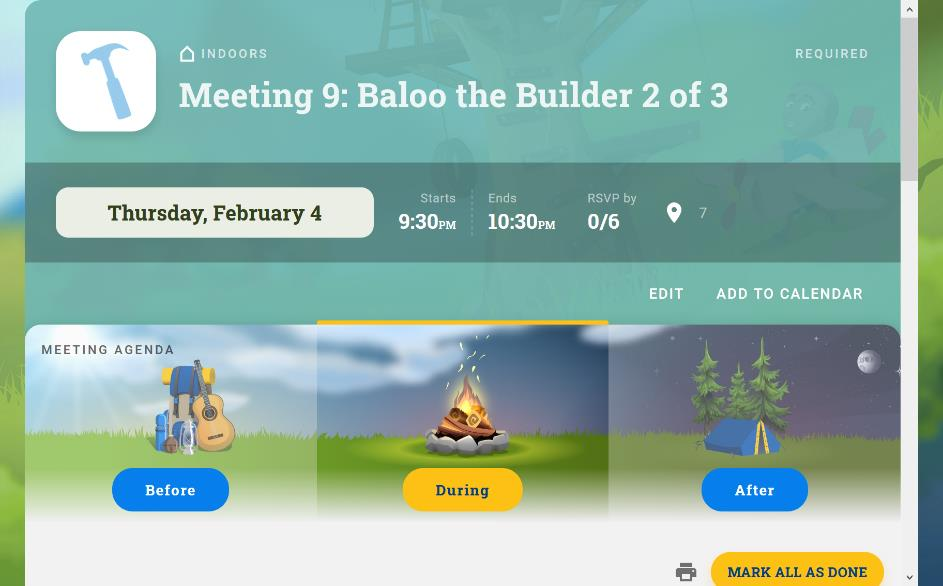 INDOORS
REQUIRED
Meeting 9: Baloo the Builder 2 of 3
Thursday, February 4
Starts
9:30PM
Ends
10:30PM
RSVP by
0/6
7
EDIT
ADD TO CALENDAR
MEETING AGENDA
Before
During
After
MARK ALL AS DONE